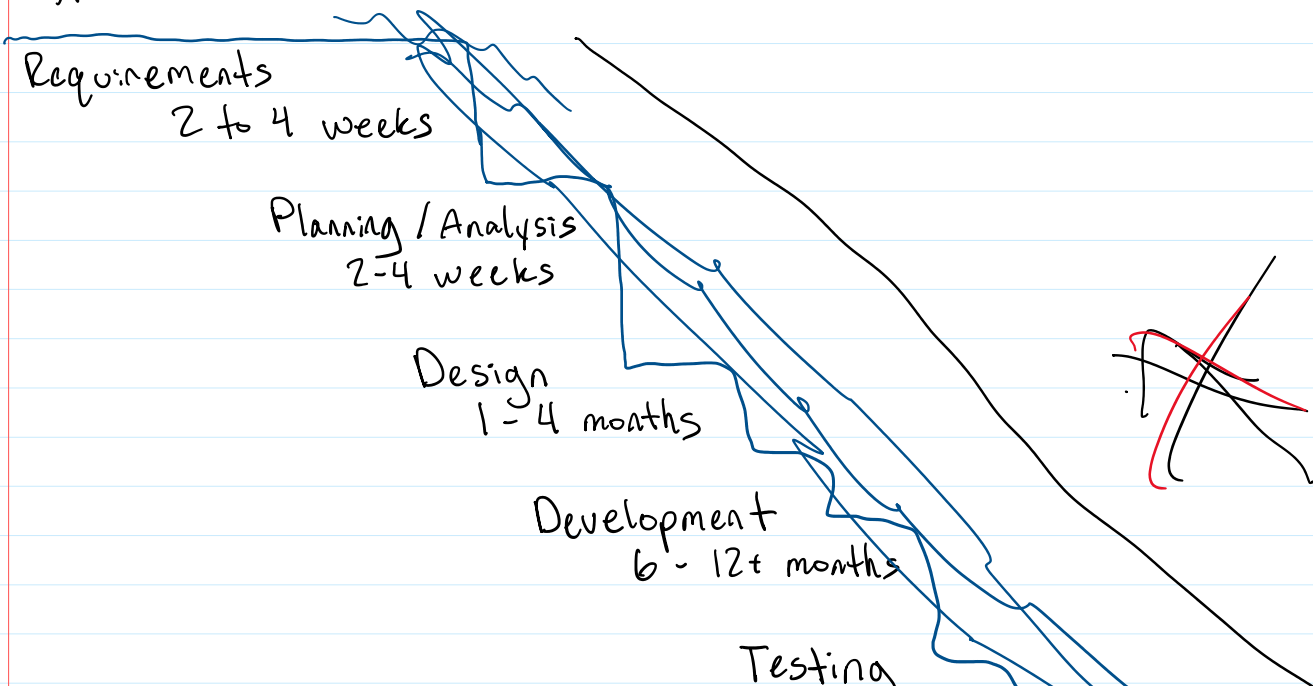 Requirements
2 to 4 weeks
Planning / Analysis
2-4 weeks
Design
1 - 4 months
Development
6 - 12+ months
Testing